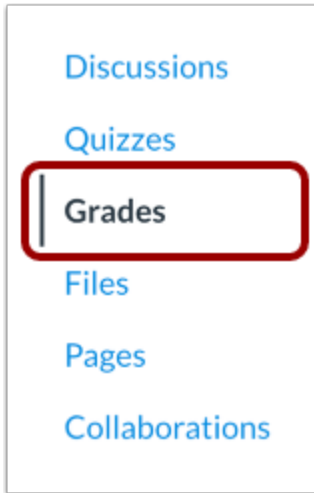 Discussions
Quizzes
Grades
Files
Pages
Collaborations